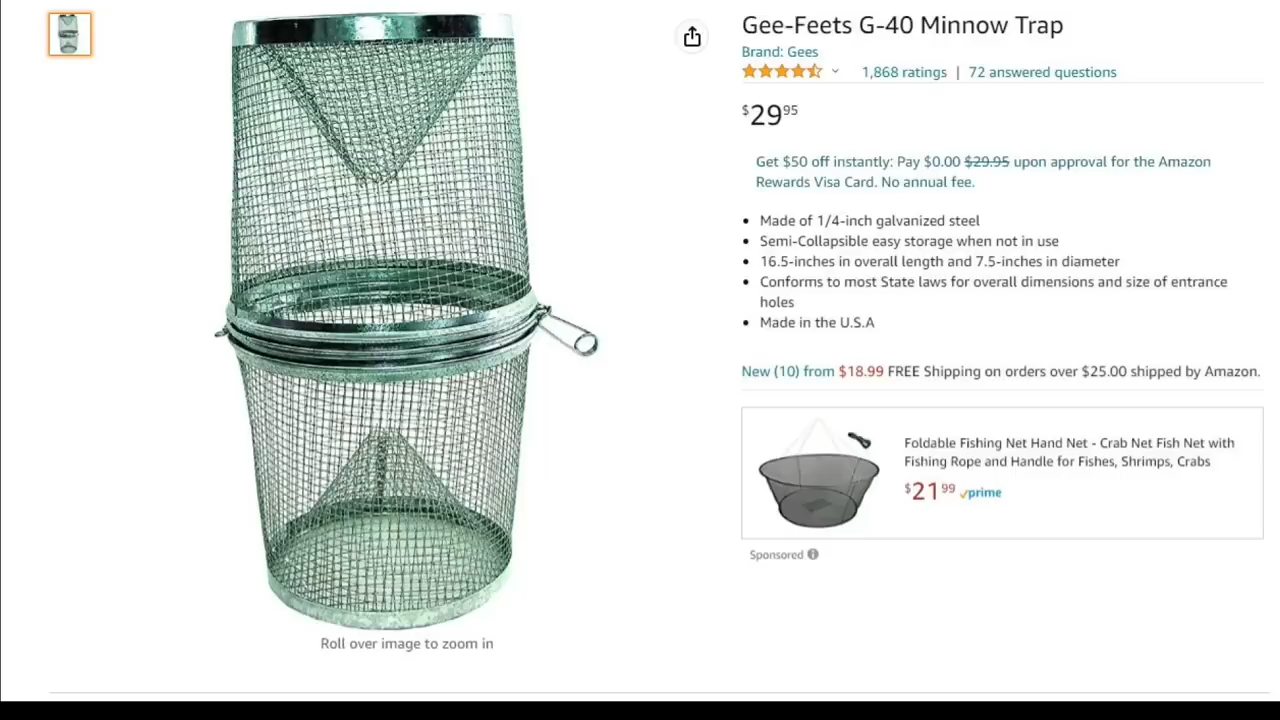 Gee-Feets G-40 Minnow Trap
Brand: Gees
1,868 ratings | 72 answered questions
$29.95
Get $50 off instantly: Pay $0.00 $29.95 upon approval for the Amazon
Rewards Visa Card. No annual fee.
Made of 1/4-inch galvanized steel
Semi-Collapsible easy storage when not in use
16.5-inches in overall length and 7.5-inches in diameter
Conforms to most State laws for overall dimensions and size of entrance
holes
Made in the U.S.A
New (10) from $18.99 FREE Shipping on orders over $25.00 shipped by Amazon.
Foldable Fishing Net Hand Net - Crab Net Fish Net with
Fishing Rope and Handle for Fishes, Shrimps, Crabs
$21.99 prime
Sponsored
Roll over image to zoom in